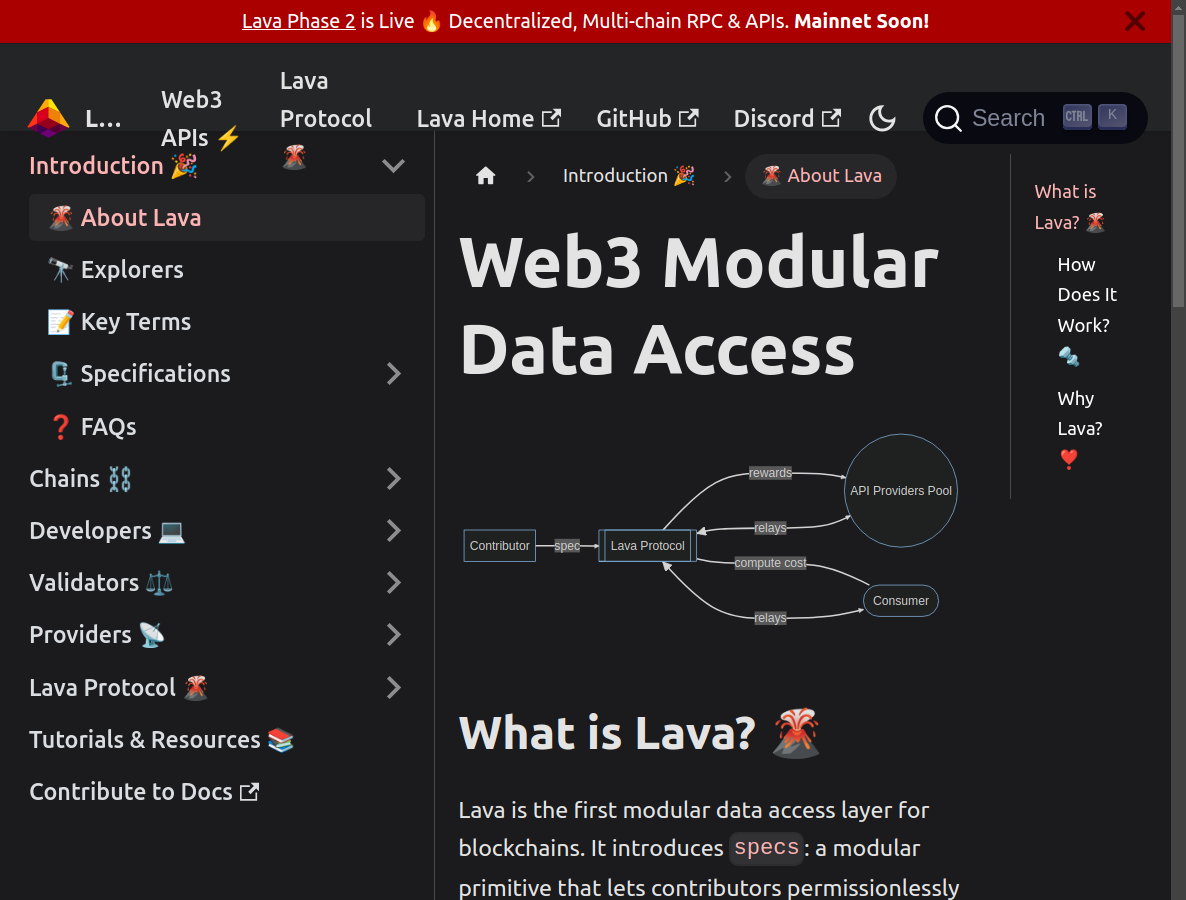 Lava Phase 2 is Live 🔥 Decentralized, Multi-chain RPC & APIs. Mainnet Soon!
L...
Web3
APIs ⚡
Lava
Protocol
🌋
Lava Home
GitHub
Discord
Search
CTRL
K
Introduction 🎉
🌋 About Lava
🔭 Explorers
📝 Key Terms
🗜️ Specifications
❓ FAQs
Chains ⛓️
Developers 💻
Validators ⚖️
Providers 📡
Lava Protocol 🌋
Tutorials & Resources 📚
Contribute to Docs
Introduction 🎉
🌋 About Lava
Web3 Modular
Data Access
Contributor
spec
Lava Protocol
rewards
relays
compute cost
relays
API Providers Pool
Consumer
What is Lava? 🌋
Lava is the first modular data access layer for
blockchains. It introduces specs: a modular
primitive that lets contributors permissionlessly
What is
Lava? 🌋
How
Does It
Work?
🔩
Why
Lava?
❣️